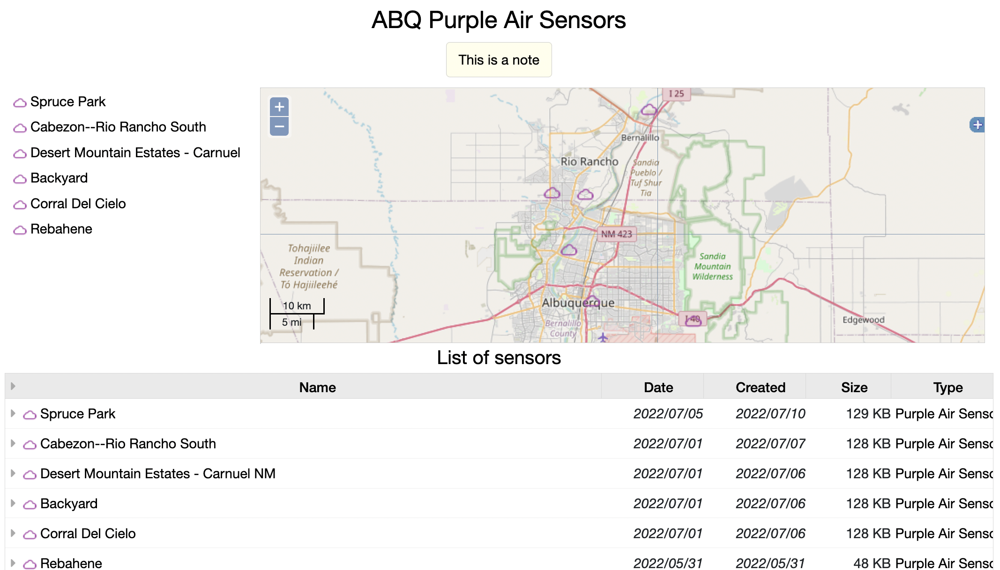 ABQ Purple Air Sensors
This is a note
Spruce Park
Cabezon--Rio Rancho South
Desert Mountain Estates - Carnuel
Backyard
Corral Del Cielo
Rebahene
+
−
+
I 25
Bernalillo
Rio Rancho
Sandia
Pueblo /
Tuf Shur
Tia
NM 423
Tohajiilee
Indian
Reservation /
Tó Hajiileehé
Sandia
Mountain
Wilderness
10 km
5 mi
Albuquerque
I 40
Edgewood
Bernalillo
County
List of sensors
Name Date Created Size Type
Spruce Park 2022/07/05 2022/07/10 129 KB Purple Air Senso
Cabezon--Rio Rancho South 2022/07/01 2022/07/07 128 KB Purple Air Senso
Desert Mountain Estates - Carnuel NM 2022/07/01 2022/07/06 128 KB Purple Air Senso
Backyard 2022/07/01 2022/07/06 128 KB Purple Air Senso
Corral Del Cielo 2022/07/01 2022/07/06 128 KB Purple Air Senso
Rebahene 2022/05/31 2022/05/31 48 KB Purple Air Senso